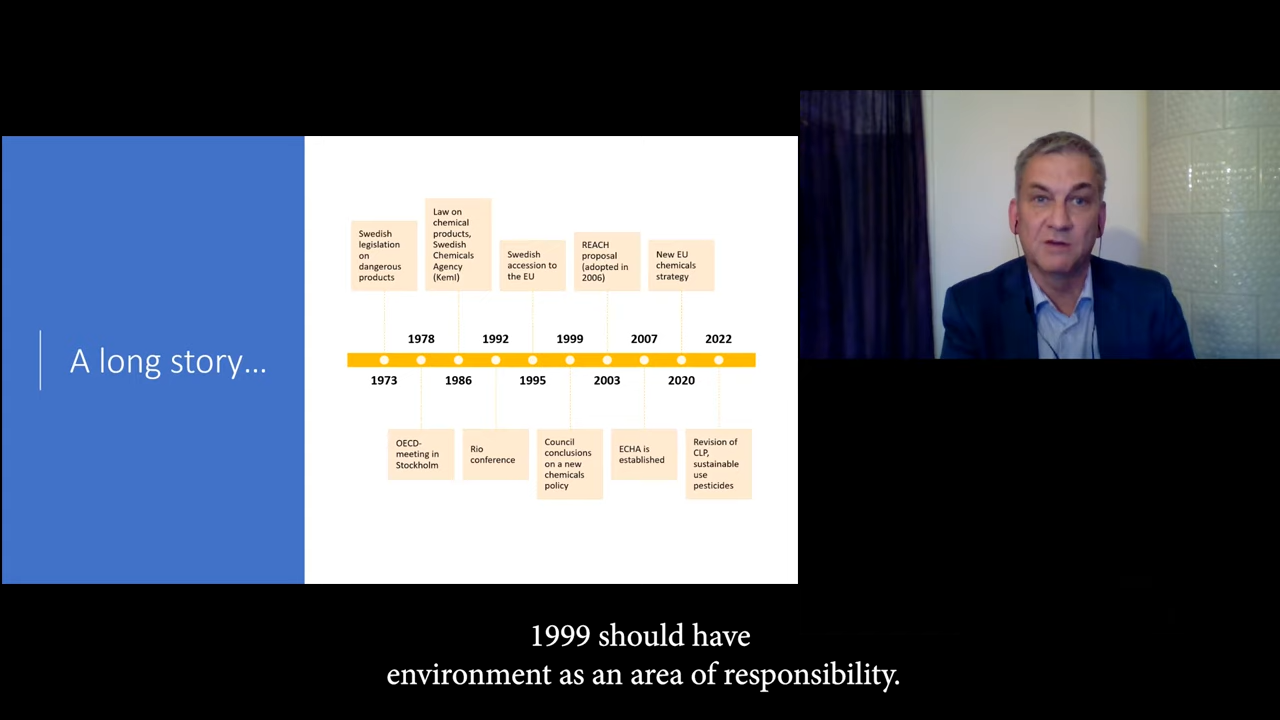 A long story...
Swedish
legislation
on
dangerous
products
Law on
chemical
products,
Swedish
Chemicals
Agency
(KemI)
Swedish
accession to
the EU
REACH
proposal
(adopted in
2006)
New EU
chemicals
strategy
1978
1992
1999
2007
2022
1973
1986
1995
2003
2020
OECD-
meeting in
Stockholm
Rio
conference
Council
conclusions
on a new
chemicals
policy
ECHA is
established
Revision of
CLP,
sustainable
use
pesticides
1999 should have
environment as an area of responsibility.